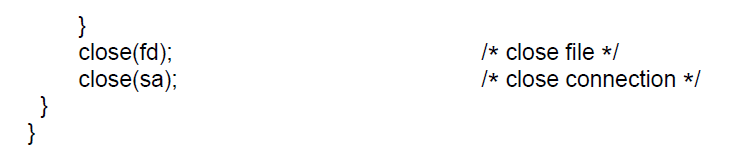 }
close(fd); /* close file */
close(sa); /* close connection */
}
}